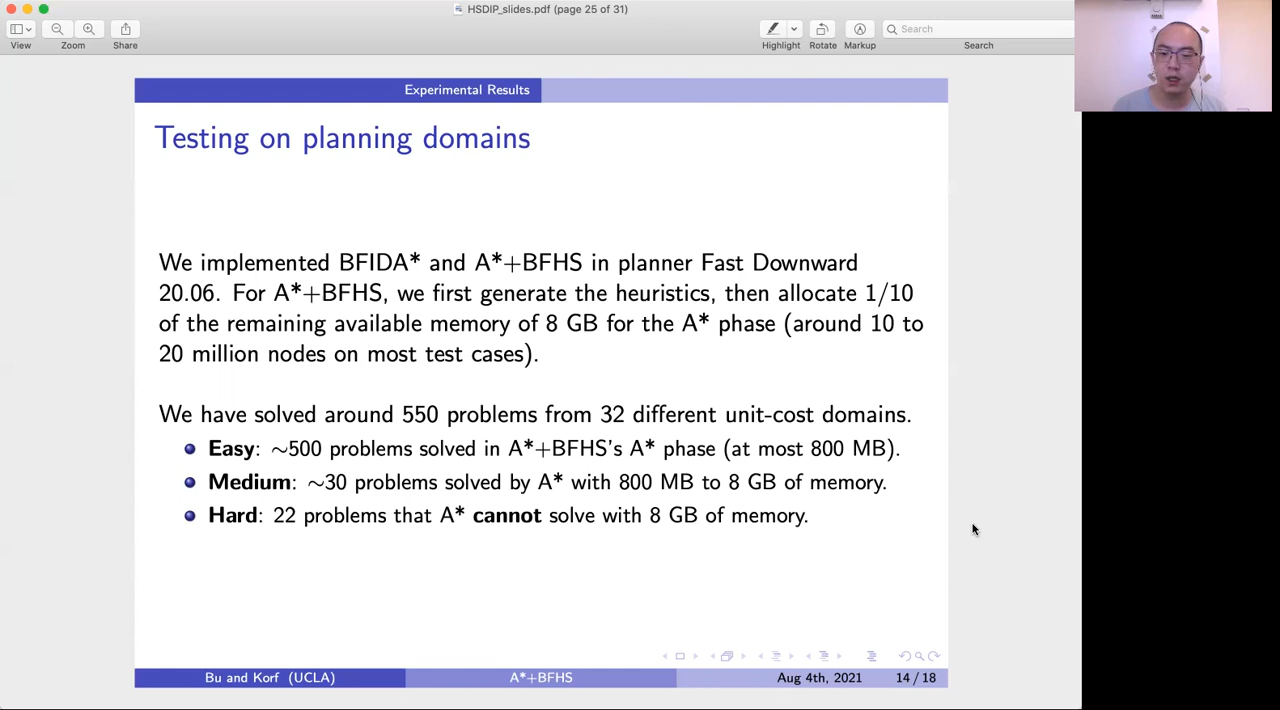 HSDIP_slides.pdf (page 25 of 31)
View
Zoom
Share
Highlight
Rotate
Markup
Search
Search
Experimental Results
Testing on planning domains
We implemented BFIDA* and A*+BFHS in planner Fast Downward
20.06. For A*+BFHS, we first generate the heuristics, then allocate 1/10
of the remaining available memory of 8 GB for the A* phase (around 10 to
20 million nodes on most test cases).
We have solved around 550 problems from 32 different unit-cost domains.
Easy: ∼500 problems solved in A*+BFHS's A* phase (at most 800 MB).
Medium: ∼30 problems solved by A* with 800 MB to 8 GB of memory.
Hard: 22 problems that A* cannot solve with 8 GB of memory.
Bu and Korf (UCLA)
A*+BFHS
Aug 4th, 2021
14 / 18